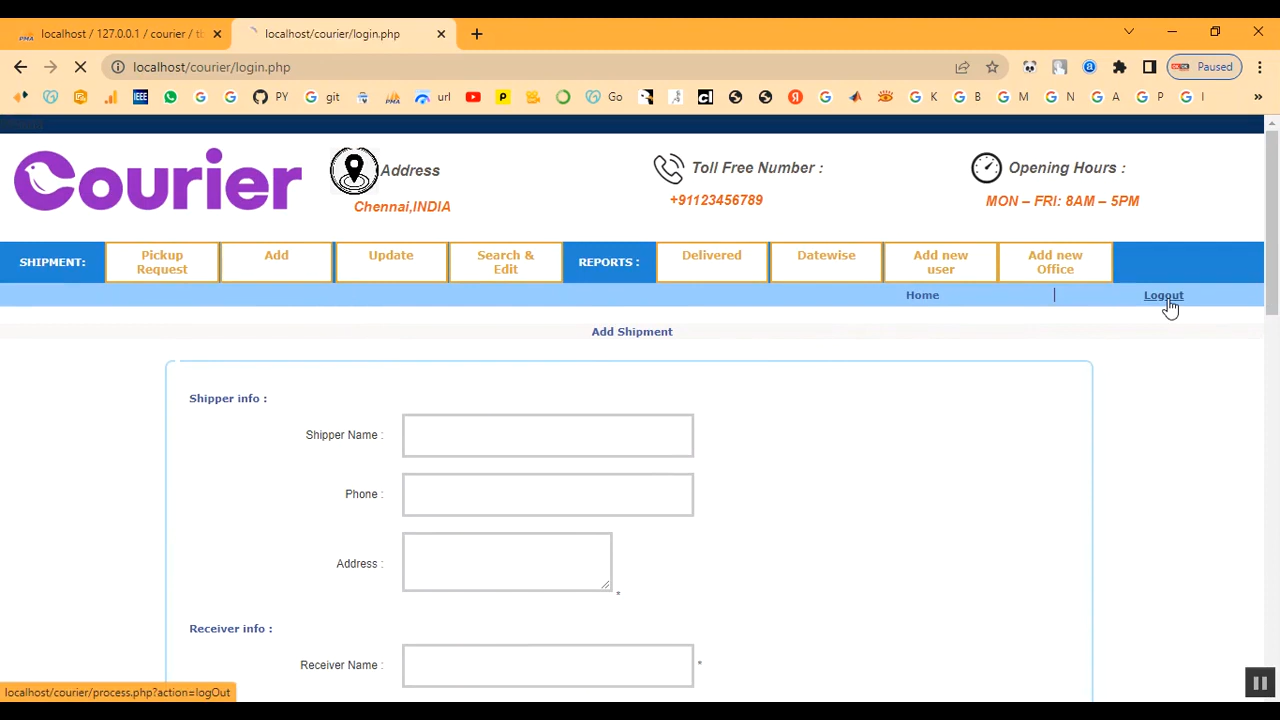 localhost / 127.0.0.1 / courier / tb
localhost/courier/login.php
localhost/courier/login.php
Paused
IEEE
PY
git
url
Go
K
B
M
N
A
P
I
»
Courier
Address
Chennai,INDIA
Toll Free Number :
+91123456789
Opening Hours :
MON – FRI: 8AM – 5PM
SHIPMENT:
Pickup
Request
Add
Update
Search &
Edit
REPORTS :
Delivered
Datewise
Add new
user
Add new
Office
Home
|
Logout
Add Shipment
Shipper info :
Shipper Name :
Phone :
Address :
*
Receiver info :
Receiver Name :
*
localhost/courier/process.php?action=logOut